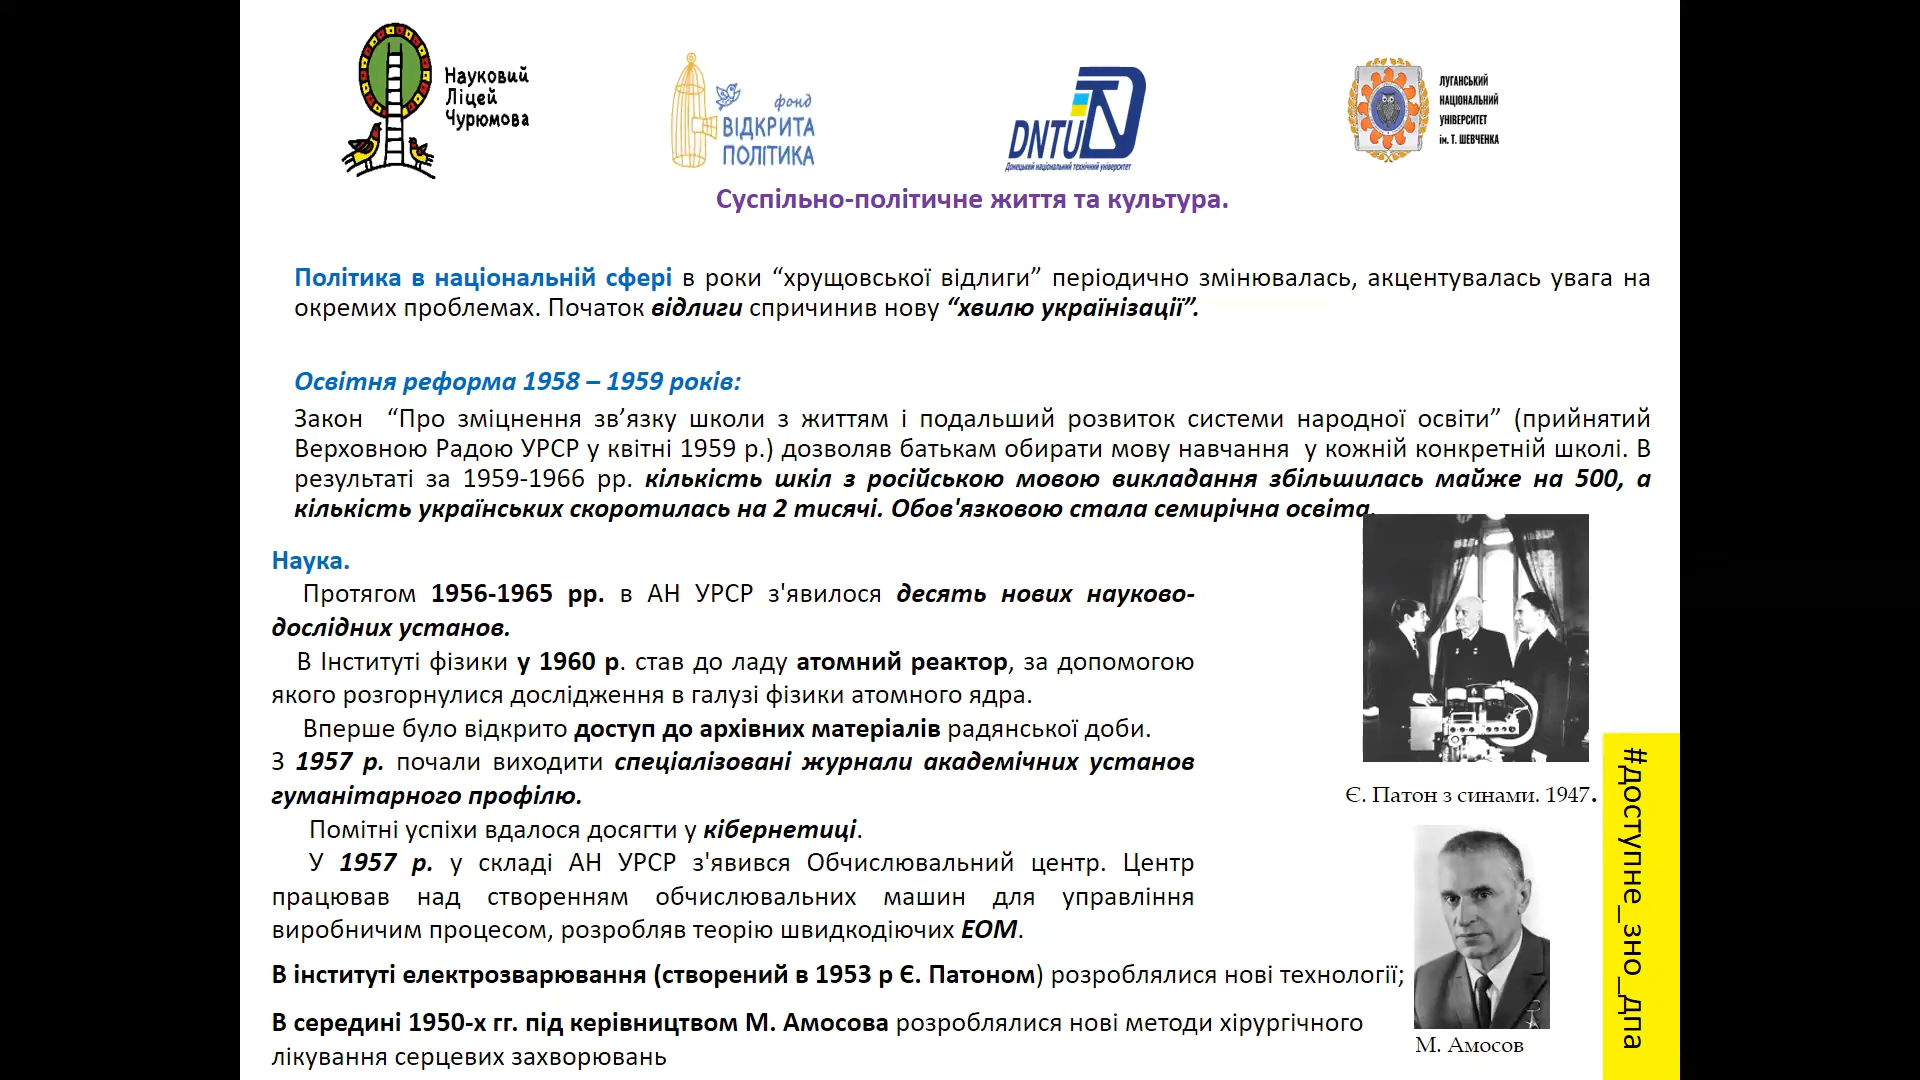 Науковий
Ліцей
Чурюмова
фонд
ВІДКРИТА
ПОЛІТИКА
DNTU
Донецький національний технічний університет
ЛУГАНСЬКИЙ
НАЦІОНАЛЬНИЙ
УНІВЕРСИТЕТ
ім. Т. ШЕВЧЕНКА
Суспільно-політичне життя та культура.
Політика в національній сфері в роки “хрущовської відлиги” періодично змінювалась, акцентувалась увага на
окремих проблемах. Початок відлиги спричинив нову “хвилю українізації”.
Освітня реформа 1958 – 1959 років:
Закон “Про зміцнення зв’язку школи з життям і подальший розвиток системи народної освіти” (прийнятий
Верховною Радою УРСР у квітні 1959 р.) дозволяв батькам обирати мову навчання у кожній конкретній школі. В
результаті за 1959-1966 рр. кількість шкіл з російською мовою викладання збільшилась майже на 500, а
кількість українських скоротилась на 2 тисячі. Обов'язковою стала семирічна освіта.
Наука.
Протягом 1956-1965 рр. в АН УРСР з'явилося десять нових науково-
дослідних установ.
В Інституті фізики у 1960 р. став до ладу атомний реактор, за допомогою
якого розгорнулися дослідження в галузі фізики атомного ядра.
Вперше було відкрито доступ до архівних матеріалів радянської доби.
З 1957 р. почали виходити спеціалізовані журнали академічних установ
гуманітарного профілю.
Помітні успіхи вдалося досягти у кібернетиці.
У 1957 р. у складі АН УРСР з'явився Обчислювальний центр. Центр
працював над створенням обчислювальних машин для управління
виробничим процесом, розробляв теорію швидкодіючих ЕОМ.
В інституті електрозварювання (створений в 1953 р Є. Патоном) розроблялися нові технології;
В середині 1950-х гг. під керівництвом М. Амосова розроблялися нові методи хірургічного
лікування серцевих захворювань
Є. Патон з синами. 1947.
М. Амосов
#доступне_зно_дпа